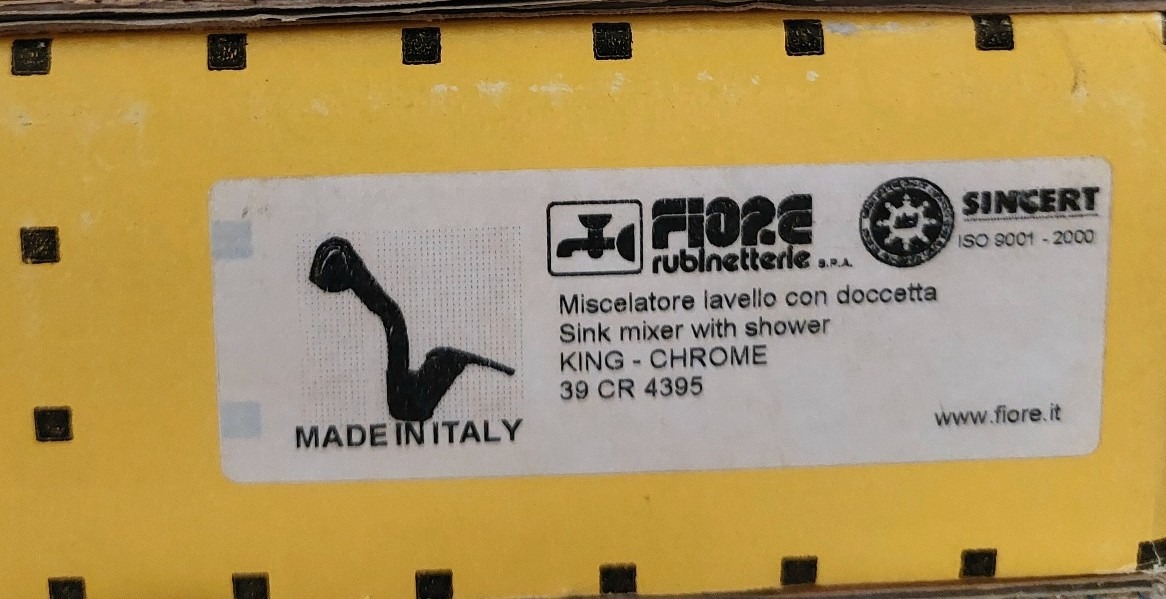 FIORE
rubinetterie S.P.A.
SINCERT
ISO 9001 - 2000
Miscelatore lavello con doccetta
Sink mixer with shower
KING - CHROME
39 CR 4395
MADE IN ITALY
www.fiore.it